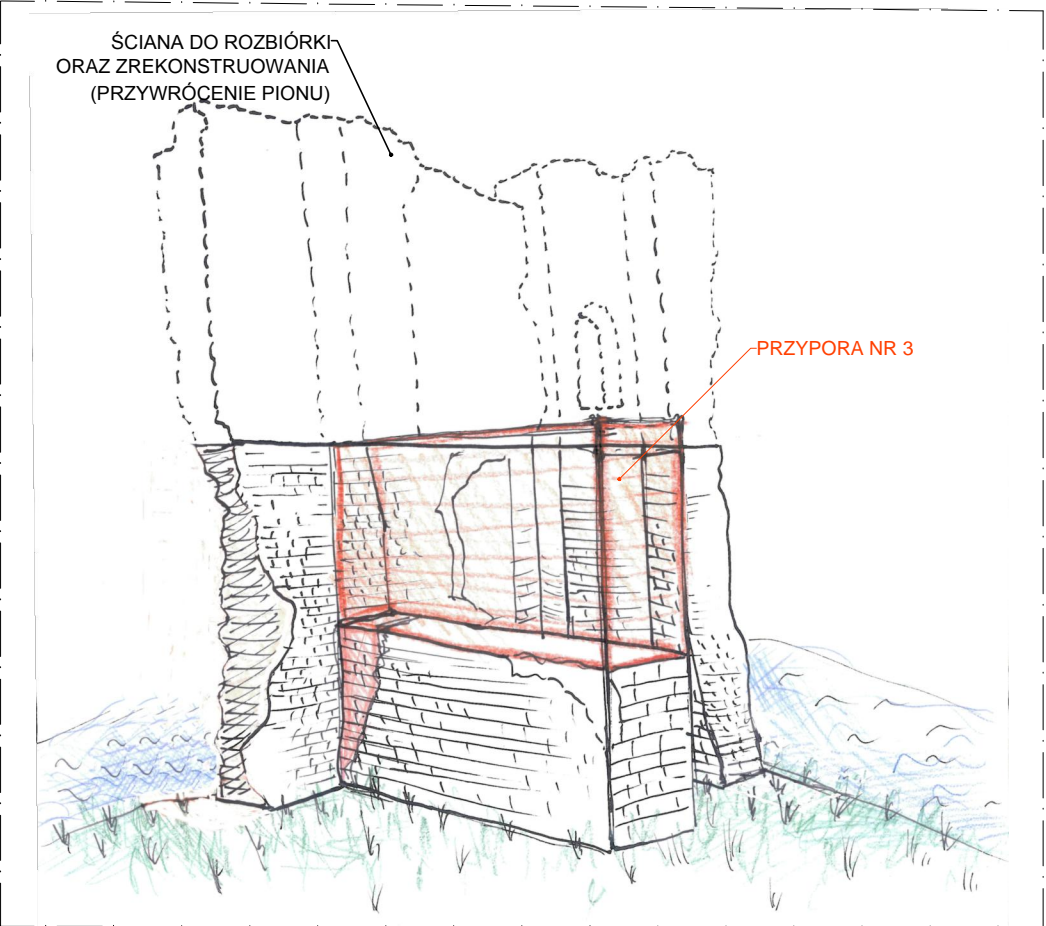 ŚCIANA DO ROZBIÓRKI
ORAZ ZREKONSTRUOWANIA
(PRZYWRÓCENIE PIONU)
PRZYPORA NR 3